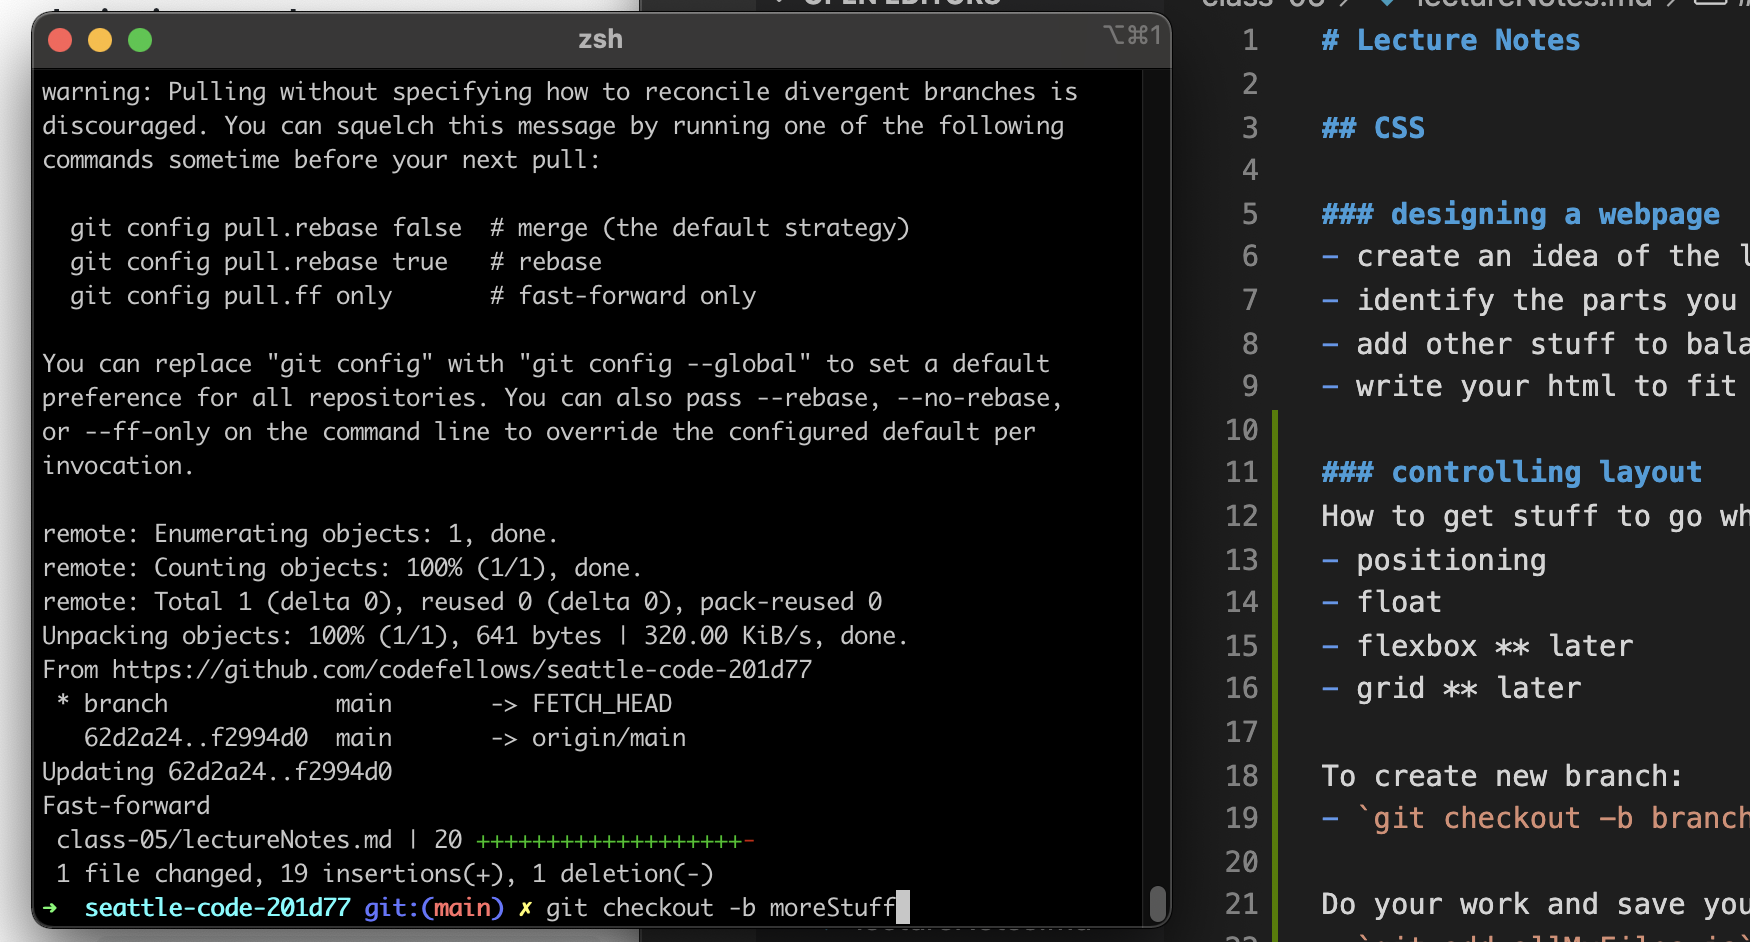 zsh
⌥⌘1
warning: Pulling without specifying how to reconcile divergent branches is
discouraged. You can squelch this message by running one of the following
commands sometime before your next pull:
  git config pull.rebase false  # merge (the default strategy)
  git config pull.rebase true   # rebase
  git config pull.ff only       # fast-forward only
You can replace "git config" with "git config --global" to set a default
preference for all repositories. You can also pass --rebase, --no-rebase,
or --ff-only on the command line to override the configured default per
invocation.
remote: Enumerating objects: 1, done.
remote: Counting objects: 100% (1/1), done.
remote: Total 1 (delta 0), reused 0 (delta 0), pack-reused 0
Unpacking objects: 100% (1/1), 641 bytes | 320.00 KiB/s, done.
From https://github.com/codefellows/seattle-code-201d77
 * branch            main       -> FETCH_HEAD
   62d2a24..f2994d0  main       -> origin/main
Updating 62d2a24..f2994d0
Fast-forward
 class-05/lectureNotes.md | 20 +++++++++++++++++++-
 1 file changed, 19 insertions(+), 1 deletion(-)
➜  seattle-code-201d77 git:(main) ✗ git checkout -b moreStuff
OPEN EDITORS
lectureNotes.md
1 # Lecture Notes
2
3 ## CSS
4
5 ### designing a webpage
6 - create an idea of the
7 - identify the parts you
8 - add other stuff to
9 - write your html to fit
10
11 ### controlling layout
12 How to get stuff to go
13 - positioning
14 - float
15 - flexbox ** later
16 - grid ** later
17
18 To create new branch:
19 - `git checkout -b branch
20
21 Do your work and save